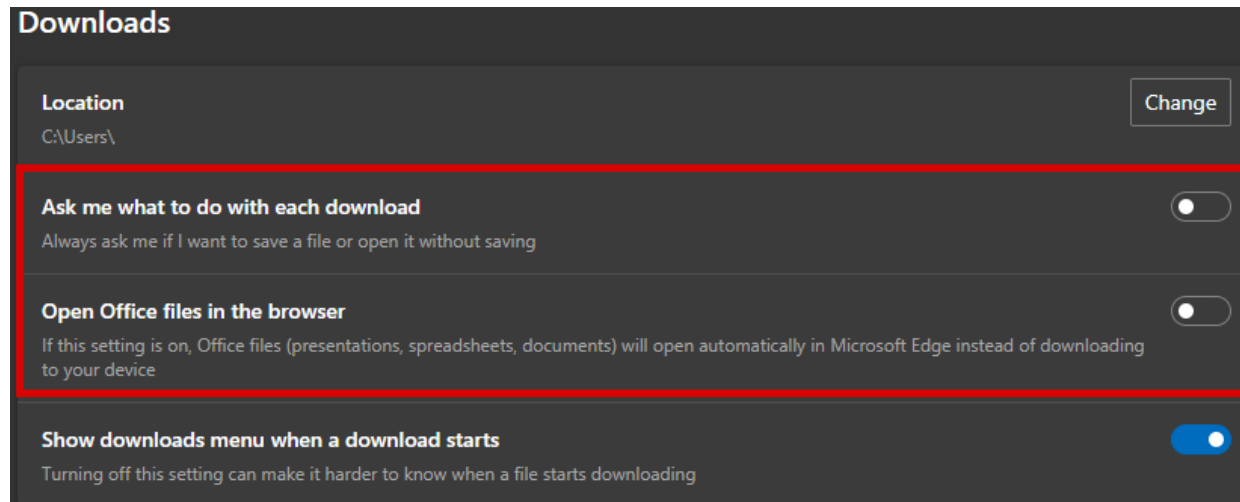 Downloads
Location
Change
C:\Users\
Ask me what to do with each download
Always ask me if I want to save a file or open it without saving
Open Office files in the browser
If this setting is on, Office files (presentations, spreadsheets, documents) will open automatically in Microsoft Edge instead of downloading
to your device
Show downloads menu when a download starts
Turning off this setting can make it harder to know when a file starts downloading